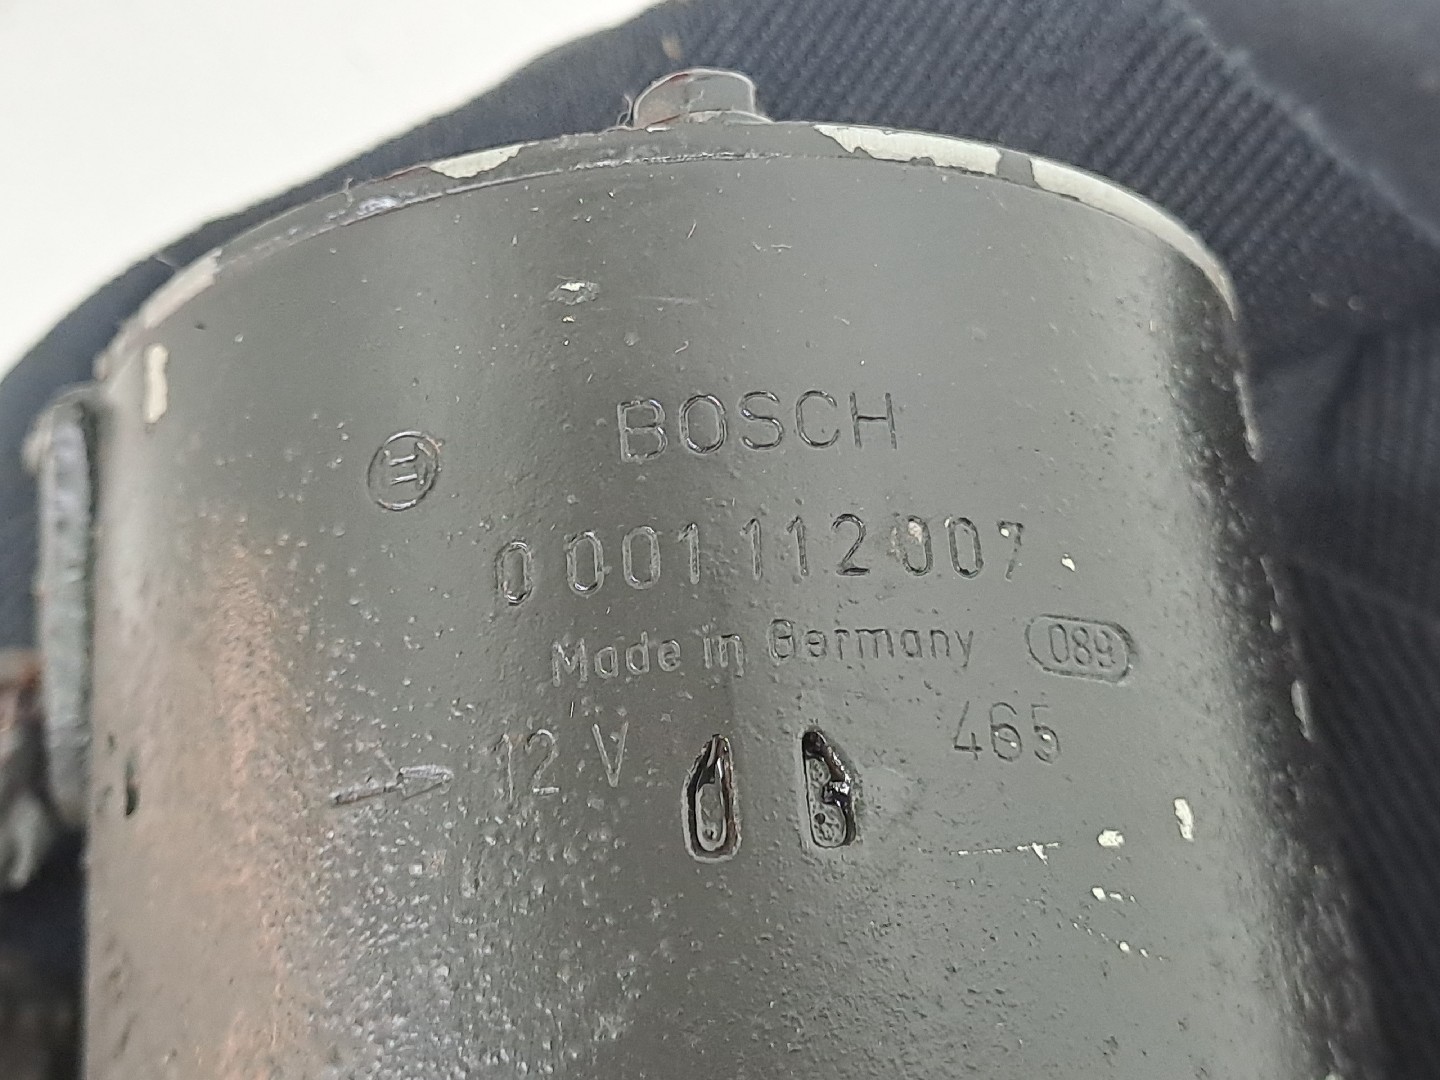 BOSCH
0 001 112 007
Made in Germany 089
12 V 465